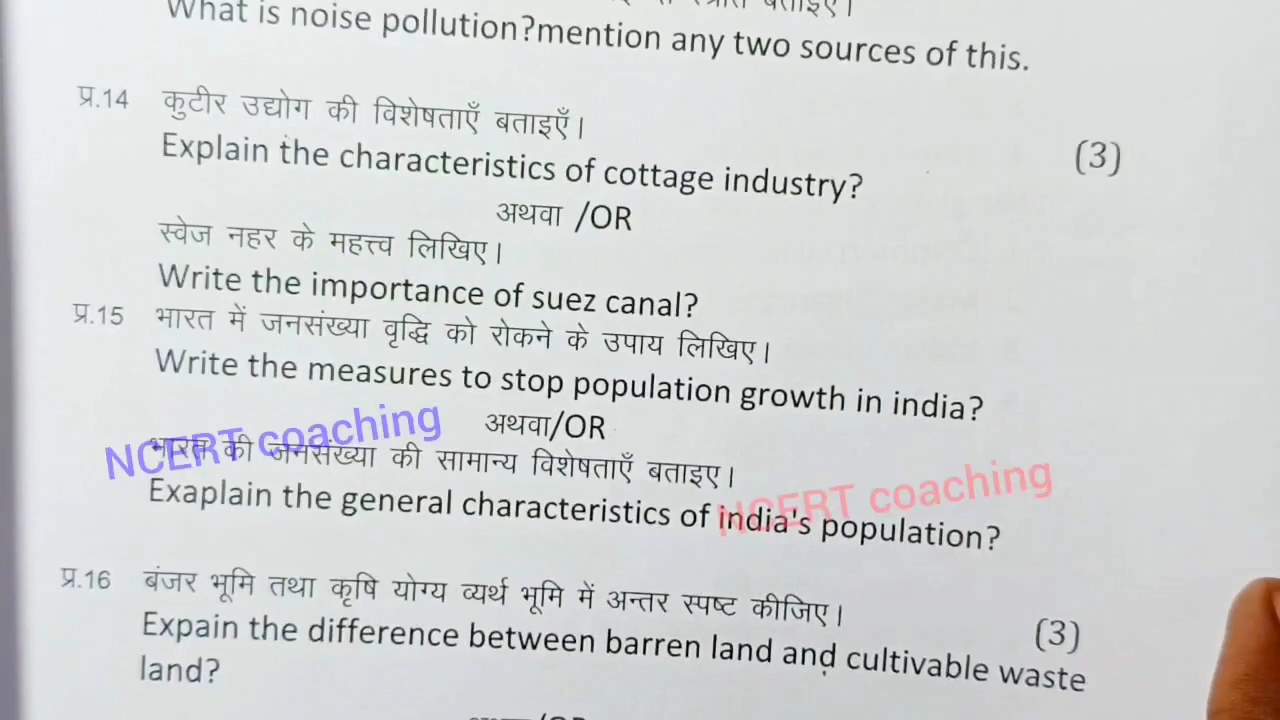 बताइए।
What is noise pollution?mention any two sources of this.
प्र.14 कुटीर उद्योग की विशेषताएँ बताइएँ।
(3)
Explain the characteristics of cottage industry?
अथवा /OR
स्वेज नहर के महत्त्व लिखिए।
Write the importance of suez canal?
प्र.15 भारत में जनसंख्या वृद्धि को रोकने के उपाय लिखिए।
Write the measures to stop population growth in india?
अथवा/OR
NCERT coaching
भारत की जनसंख्या की सामान्य विशेषताएँ बताइए।
NCERT coaching
Exaplain the general characteristics of india's population?
प्र.16 बंजर भूमि तथा कृषि योग्य व्यर्थ भूमि में अन्तर स्पष्ट कीजिए।
(3)
Expain the difference between barren land and cultivable waste
land?